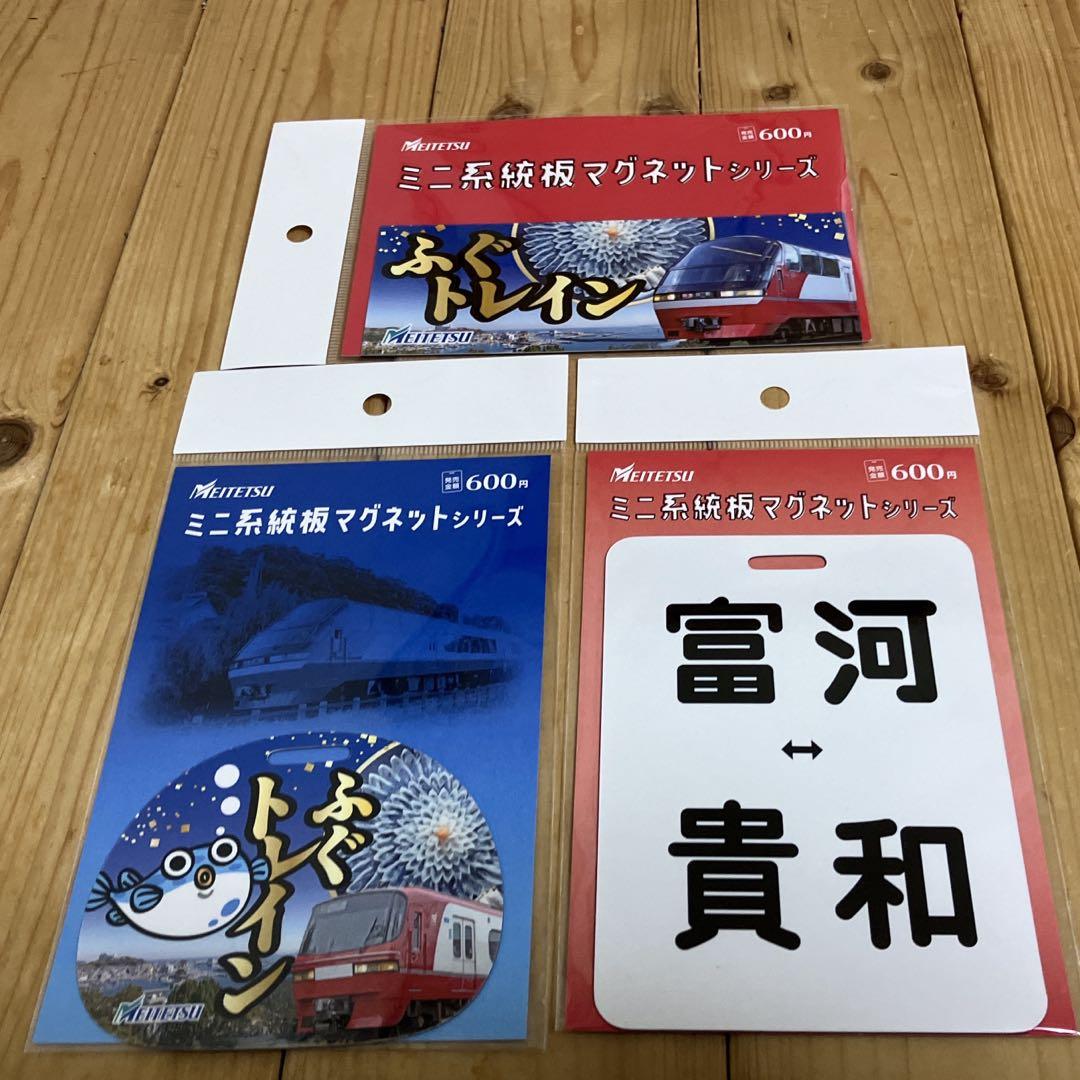 MEITETSU
発売金額 600円
ミニ系統板マグネットシリーズ
ふぐ
トレイン
MEITETSU
MEITETSU
発売金額 600円
ミニ系統板マグネットシリーズ
ふぐ
トレイン
MEITETSU
MEITETSU
発売金額 600円
ミニ系統板マグネットシリーズ
富河
↔
貴和